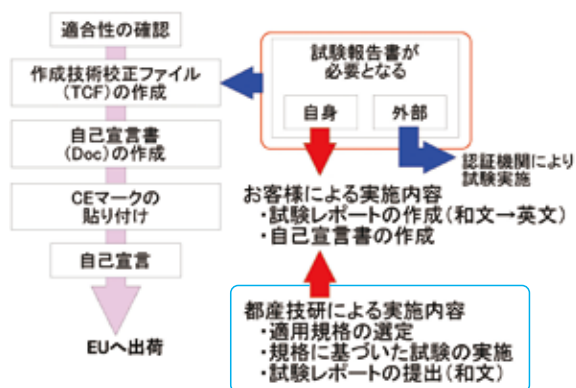 適合性の確認
作成技術校正ファイル
(TCF)の作成
自己宣言書
(Doc)の作成
CEマークの
貼り付け
自己宣言
EUへ出荷
試験報告書が
必要となる
自身
外部
認証機関により
試験実施
お客様による実施内容
・試験レポートの作成(和文→英文)
・自己宣言書の作成
都産技研による実施内容
・適用規格の選定
・規格に基づいた試験の実施
・試験レポートの提出(和文)